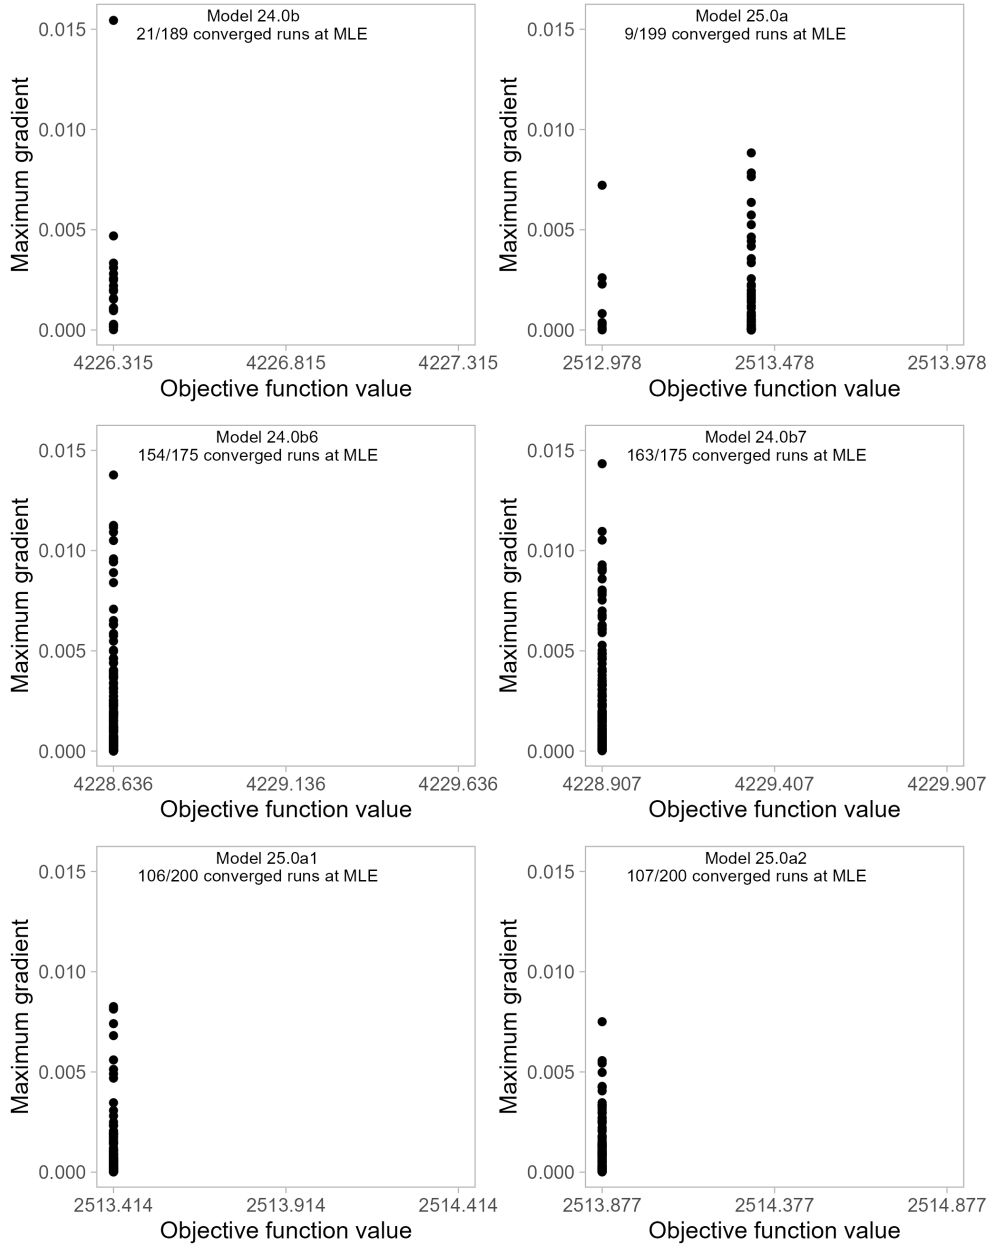 Model 24.0b
21/189 converged runs at MLE
Maximum gradient
0.015
0.010
0.005
0.000
4226.315 4226.815 4227.315
Objective function value
Model 25.0a
9/199 converged runs at MLE
Maximum gradient
0.015
0.010
0.005
0.000
2512.978 2513.478 2513.978
Objective function value
Model 24.0b6
154/175 converged runs at MLE
Maximum gradient
0.015
0.010
0.005
0.000
4228.636 4229.136 4229.636
Objective function value
Model 24.0b7
163/175 converged runs at MLE
Maximum gradient
0.015
0.010
0.005
0.000
4228.907 4229.407 4229.907
Objective function value
Model 25.0a1
106/200 converged runs at MLE
Maximum gradient
0.015
0.010
0.005
0.000
2513.414 2513.914 2514.414
Objective function value
Model 25.0a2
107/200 converged runs at MLE
Maximum gradient
0.015
0.010
0.005
0.000
2513.877 2514.377 2514.877
Objective function value